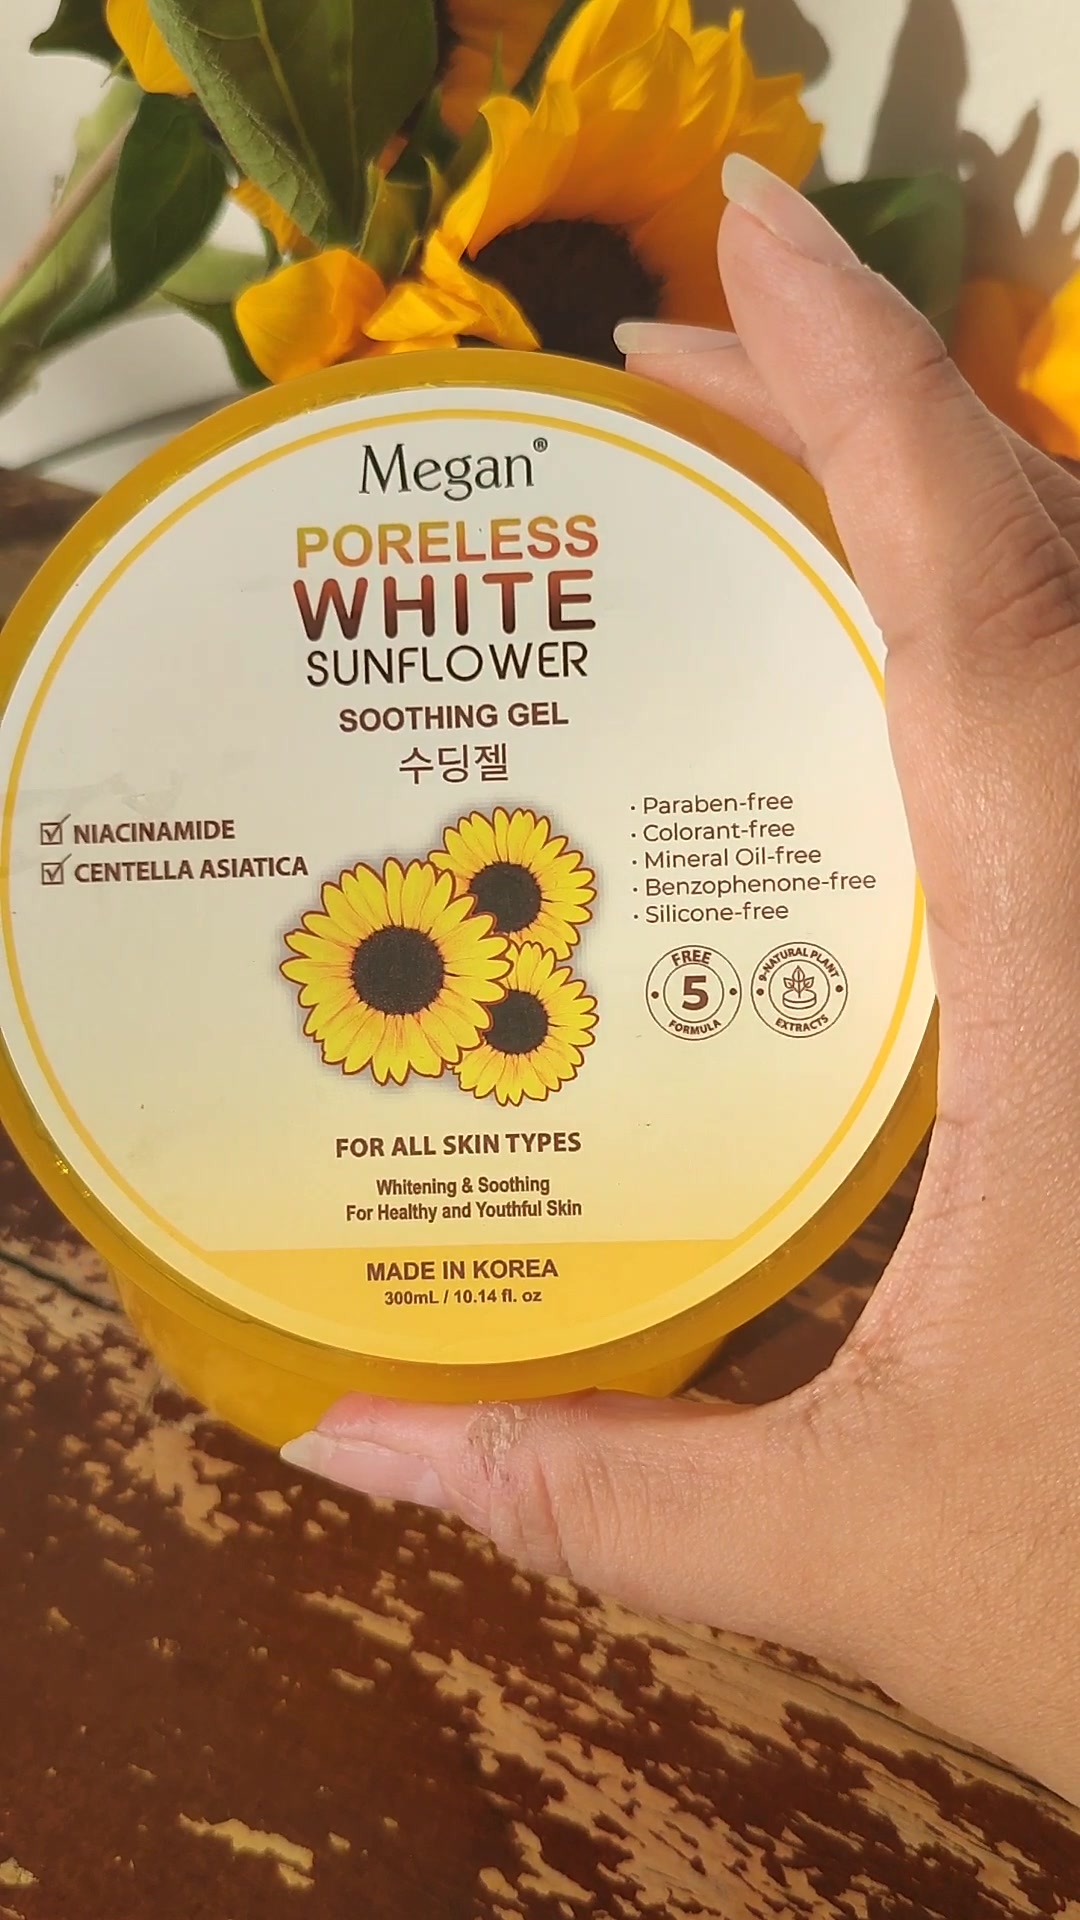 Megan®
PORELESS
WHITE
SUNFLOWER
SOOTHING GEL
수딩젤
☑ NIACINAMIDE
☑ CENTELLA ASIATICA
· Paraben-free
· Colorant-free
· Mineral Oil-free
· Benzophenone-free
· Silicone-free
FREE
5
FORMULA
9-NATURAL PLANT
EXTRACTS
FOR ALL SKIN TYPES
Whitening & Soothing
For Healthy and Youthful Skin
MADE IN KOREA
300mL / 10.14 fl. oz